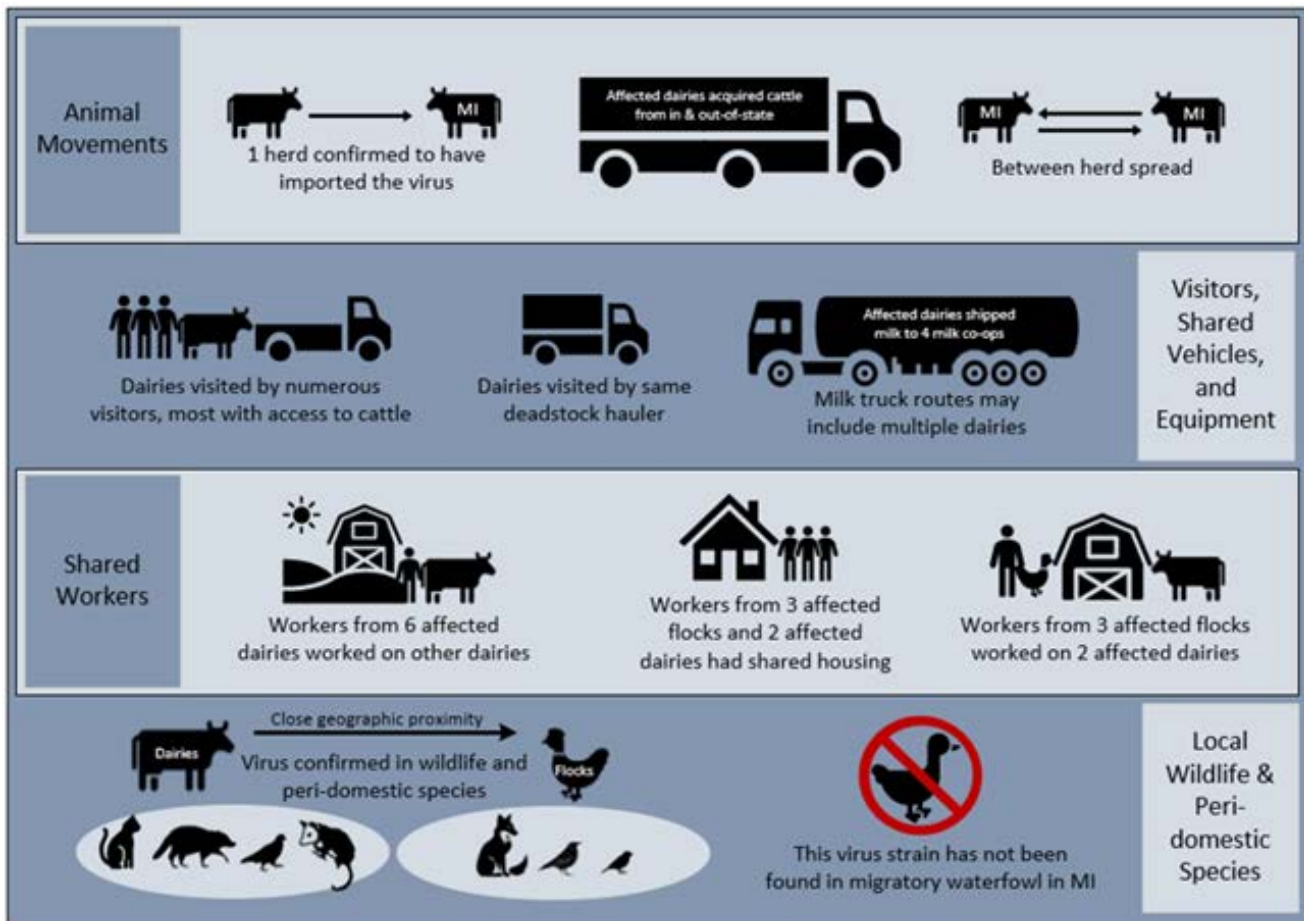 Animal
Movements
MI
1 herd confirmed to have
imported the virus
Affected dairies acquired cattle
from in & out-of-state
MI
MI
Between herd spread
Dairies visited by numerous
visitors, most with access to cattle
Dairies visited by same
deadstock hauler
Affected dairies shipped
milk to 4 milk co-ops
Milk truck routes may
include multiple dairies
Visitors,
Shared
Vehicles,
and
Equipment
Shared
Workers
Workers from 6 affected
dairies worked on other dairies
Workers from 3 affected
flocks and 2 affected
dairies had shared housing
Workers from 3 affected flocks
worked on 2 affected dairies
Dairies
Close geographic proximity
Virus confirmed in wildlife and
peri-domestic species
Flocks
This virus strain has not been
found in migratory waterfowl in MI
Local
Wildlife &
Peri-
domestic
Species